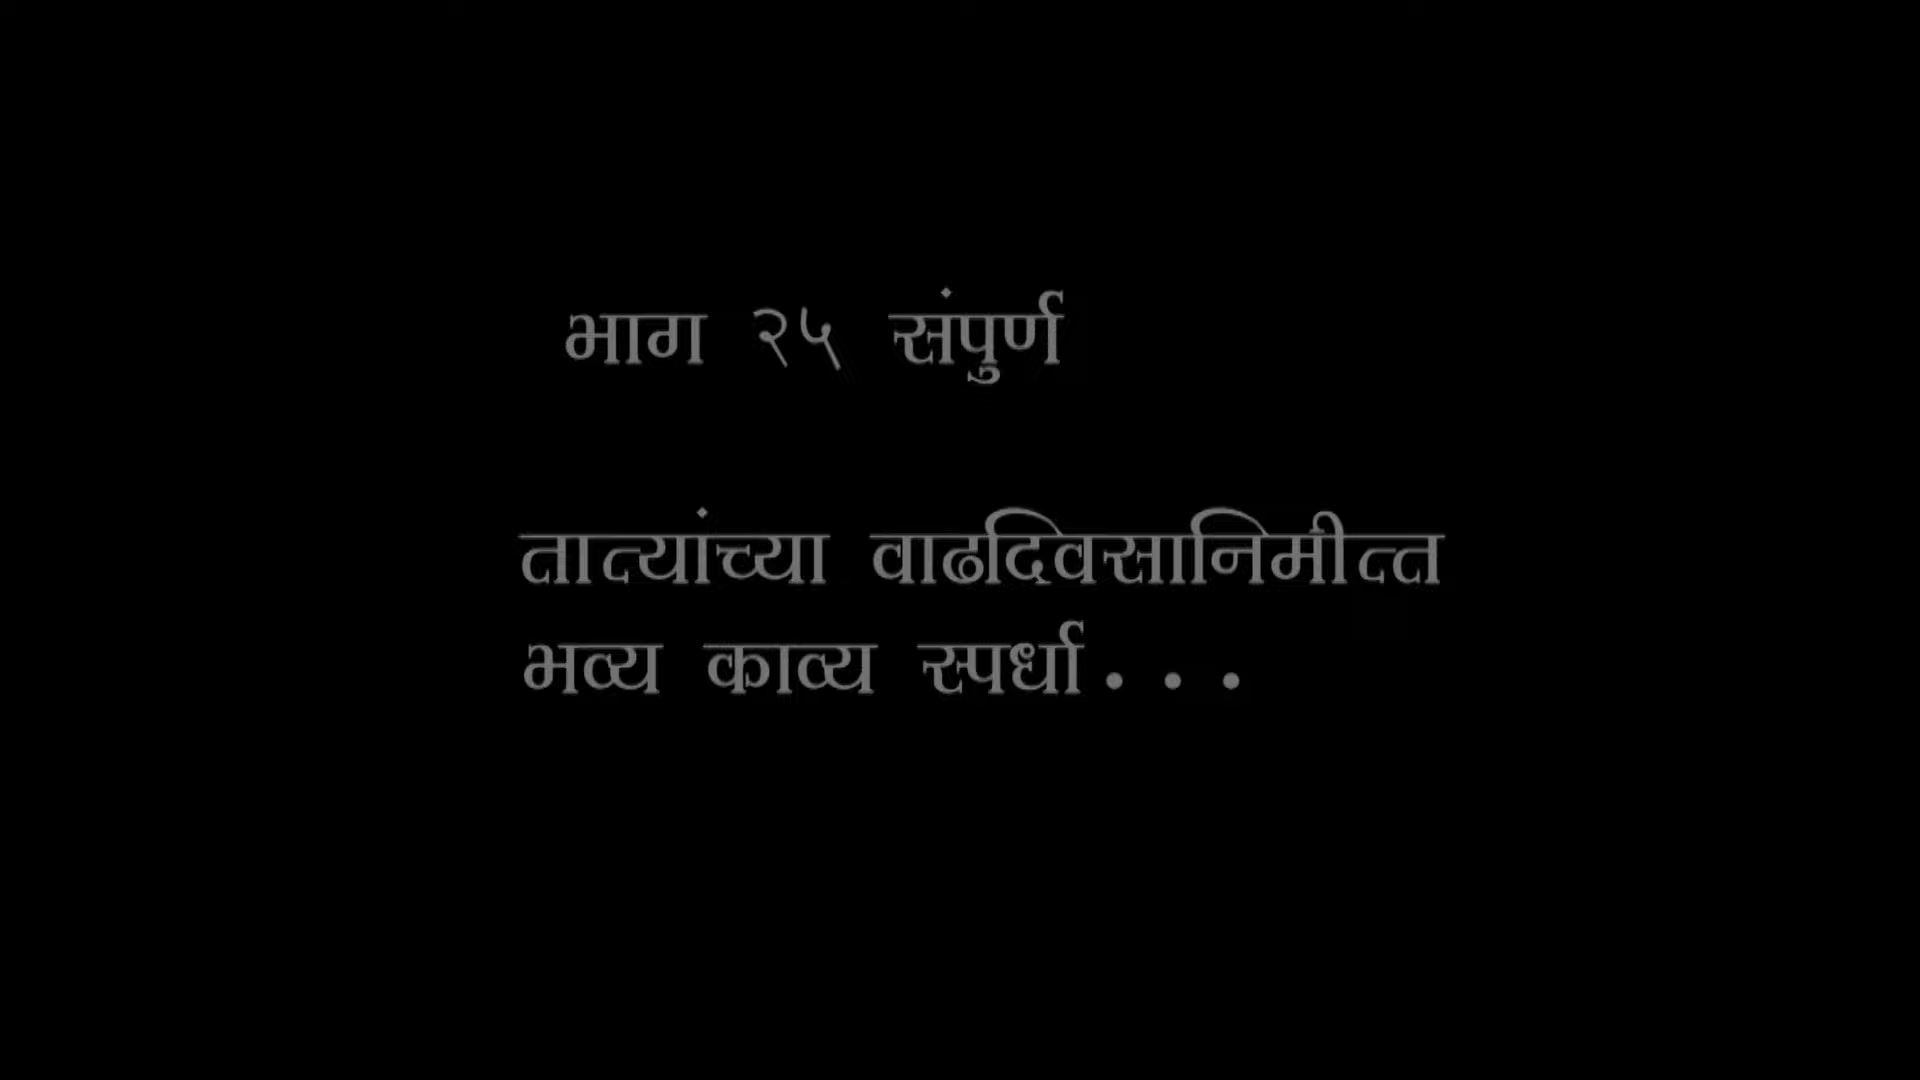 भाग २५ संपुर्ण
तात्यांच्या वाढदिवसानिमीत्त
भव्य काव्य स्पर्धा...